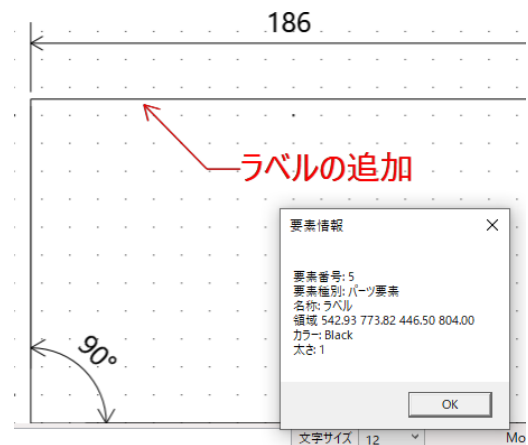 186
ラベルの追加
要素情報
要素番号: 5
要素種別: パーツ要素
名称: ラベル
領域 542.93 773.82 446.50 804.00
カラー: Black
太さ: 1
OK
90°
文字サイズ 12
Mo